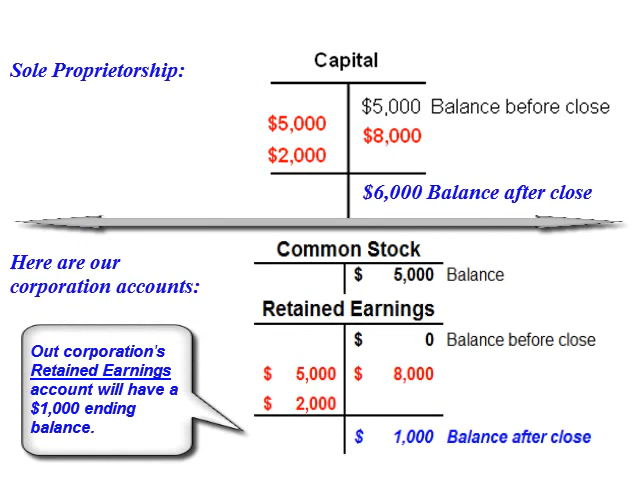 Capital
Sole Proprietorship:
$5,000 Balance before close
$5,000
$8,000
$2,000
$6,000 Balance after close
Common Stock
Here are our
corporation accounts:
$ 5,000 Balance
Retained Earnings
$ 0 Balance before close
Out corporation's
Retained Earnings
account will have a
$1,000 ending
balance.
$ 5,000 $ 8,000
$ 2,000
$ 1,000 Balance after close